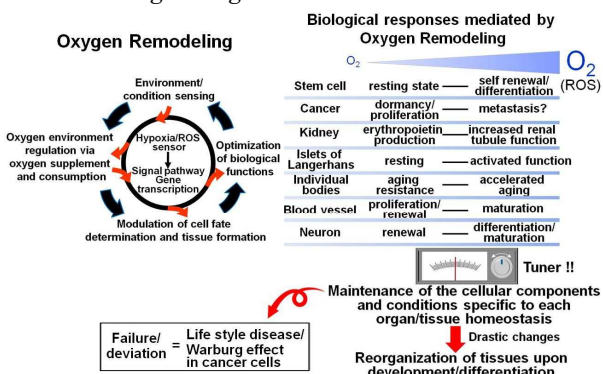 Oxygen Remodeling
Environment/
condition sensing
Oxygen environment
regulation via
oxygen supplement
and consumption
Hypoxia/ROS
sensor
Signal pathway
Gene
transcription
Optimization
of biological
functions
Modulation of cell fate
determination and tissue formation
Biological responses mediated by
Oxygen Remodeling
O2 O2
(ROS)
Stem cell resting state self renewal/
differentiation
Cancer dormancy/
proliferation metastasis?
Kidney erythropoietin
production increased renal
tubule function
Islets of
Langerhans resting activated function
Individual
bodies aging
resistance accelerated
aging
Blood vessel proliferation/
renewal maturation
Neuron renewal differentiation/
maturation
Tuner !!
Maintenance of the cellular components
and conditions specific to each
organ/tissue homeostasis
Drastic changes
Reorganization of tissues upon
development/differentiation
Failure/
deviation = Life style disease/
Warburg effect
in cancer cells